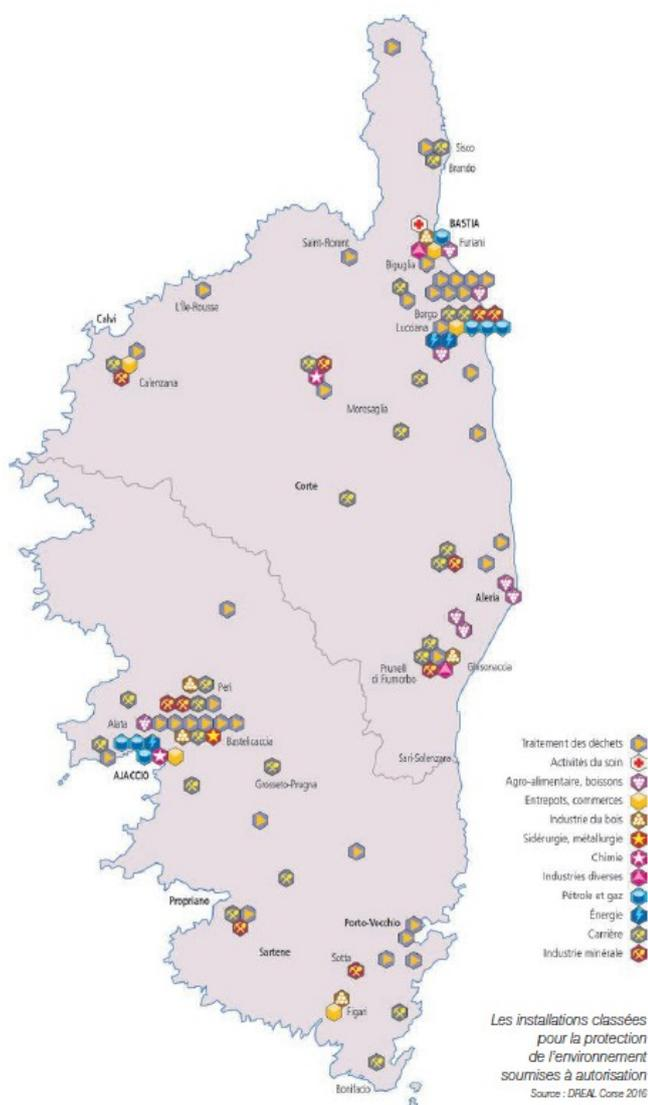 Sisco
Brando
BASTIA
Saint-Florent
Furiani
Biguglia
L'Île-Rousse
Borgo
Calvi
Lucciana
Calenzana
Morosaglia
Corte
Aleria
Prunelli
di Fiumorbo
Ghisonaccia
Peri
Alata
Bastelicaccia
AJACCIO
Sari-Solenzara
Grosseto-Prugna
Propriano
Porto-Vecchio
Sartene
Sotta
Figari
Bonifacio
Traitement des déchets
Activités du soin
Agro-alimentaire, boissons
Entrepots, commerces
Industrie du bois
Sidérurgie, métallurgie
Chimie
Industries diverses
Pétrole et gaz
Énergie
Carrière
Industrie minérale
Les installations classées
pour la protection
de l'environnement
soumises à autorisation
Source : DREAL Corse 2016